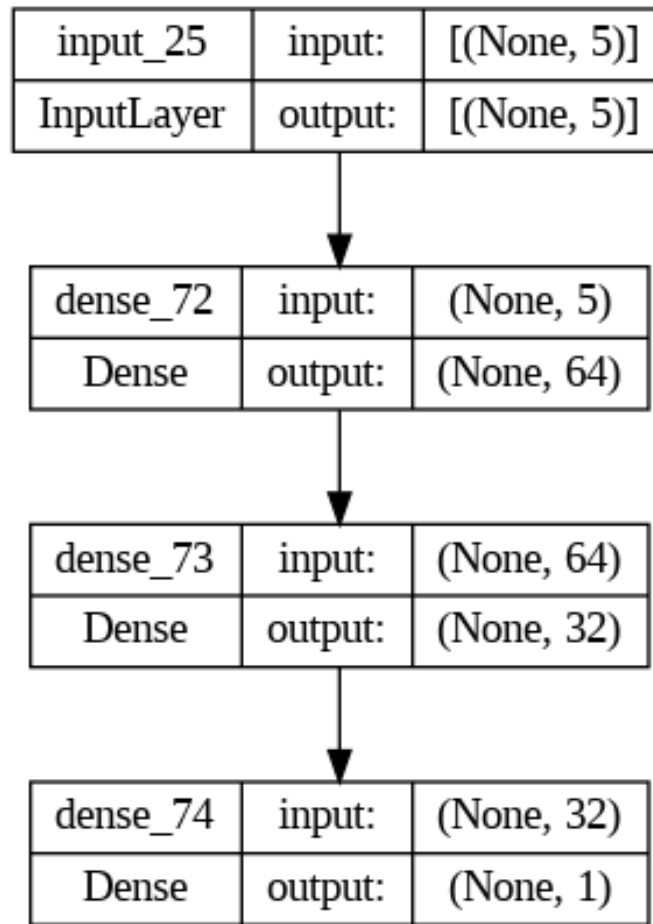 input_25 input: [(None, 5)]
InputLayer output: [(None, 5)]
dense_72 input: (None, 5)
Dense output: (None, 64)
dense_73 input: (None, 64)
Dense output: (None, 32)
dense_74 input: (None, 32)
Dense output: (None, 1)